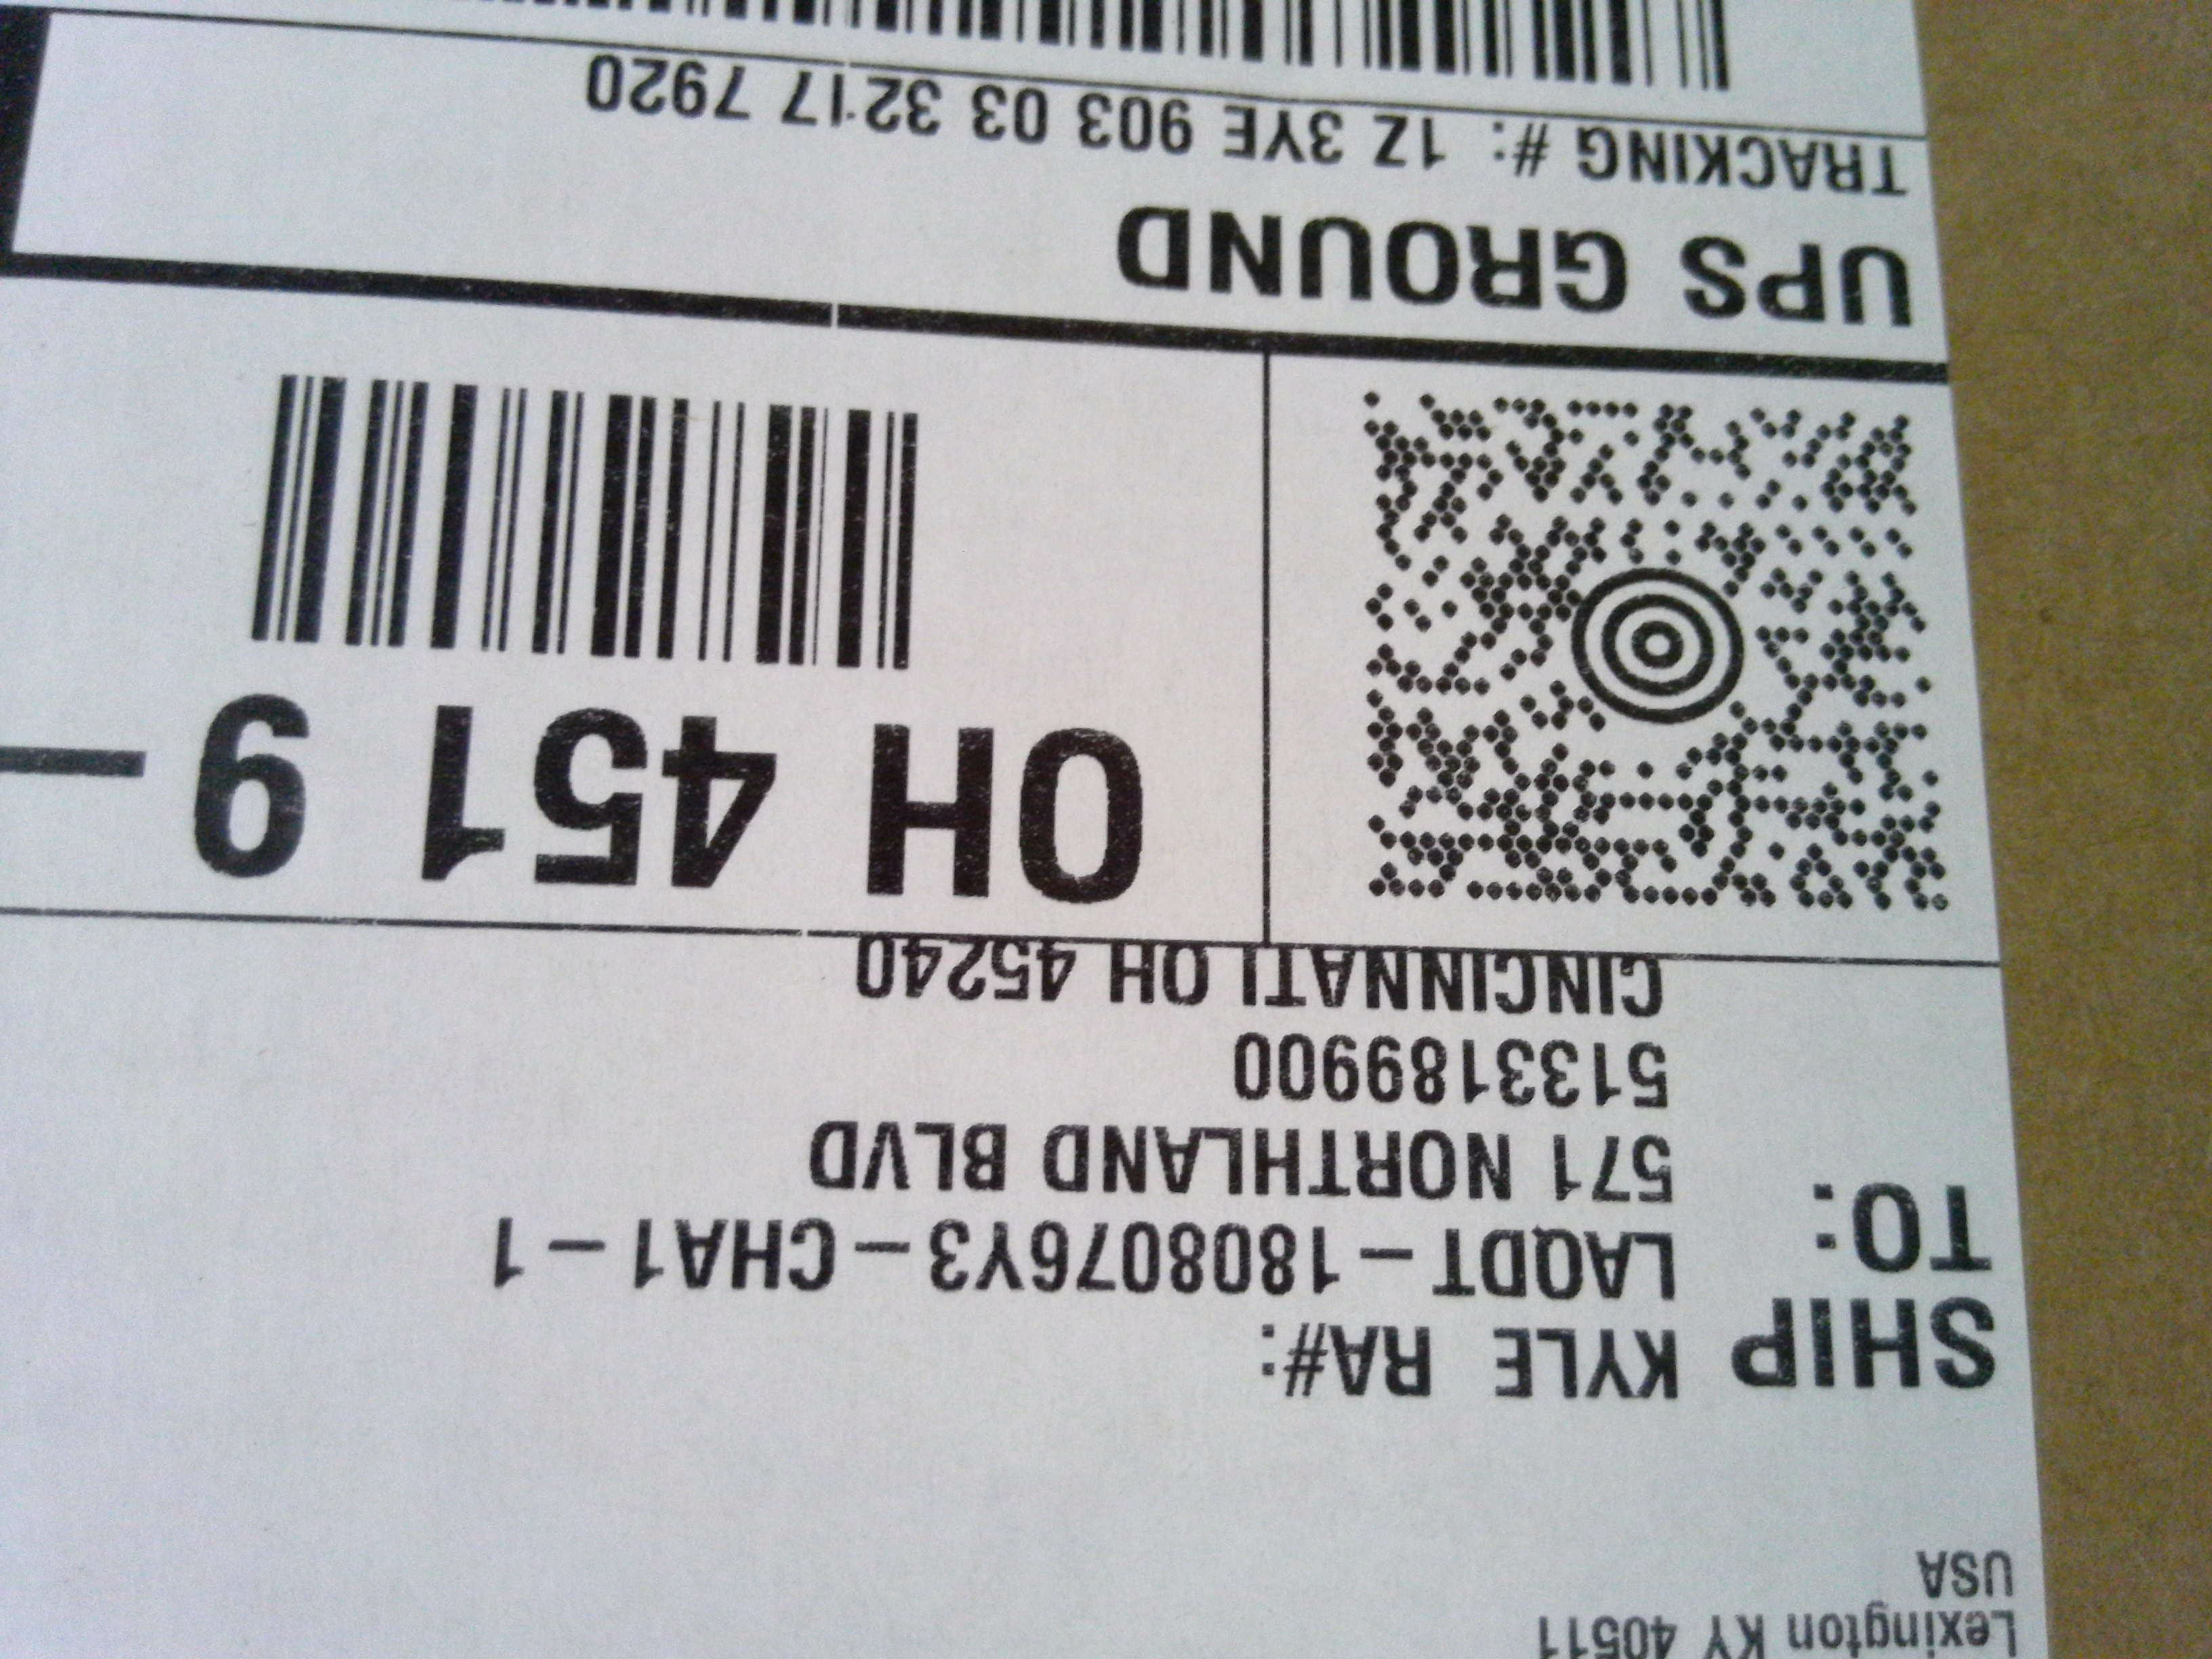 Lexington KY 40511
USA
SHIP
TO:
KYLE RA#:
LAQDT-1808076Y3-CHA1-1
571 NORTHLAND BLVD
5133189900
CINCINNATI OH 45240
OH 451 9 -
UPS GROUND
TRACKING #: 1Z 3YE 903 03 3217 7920